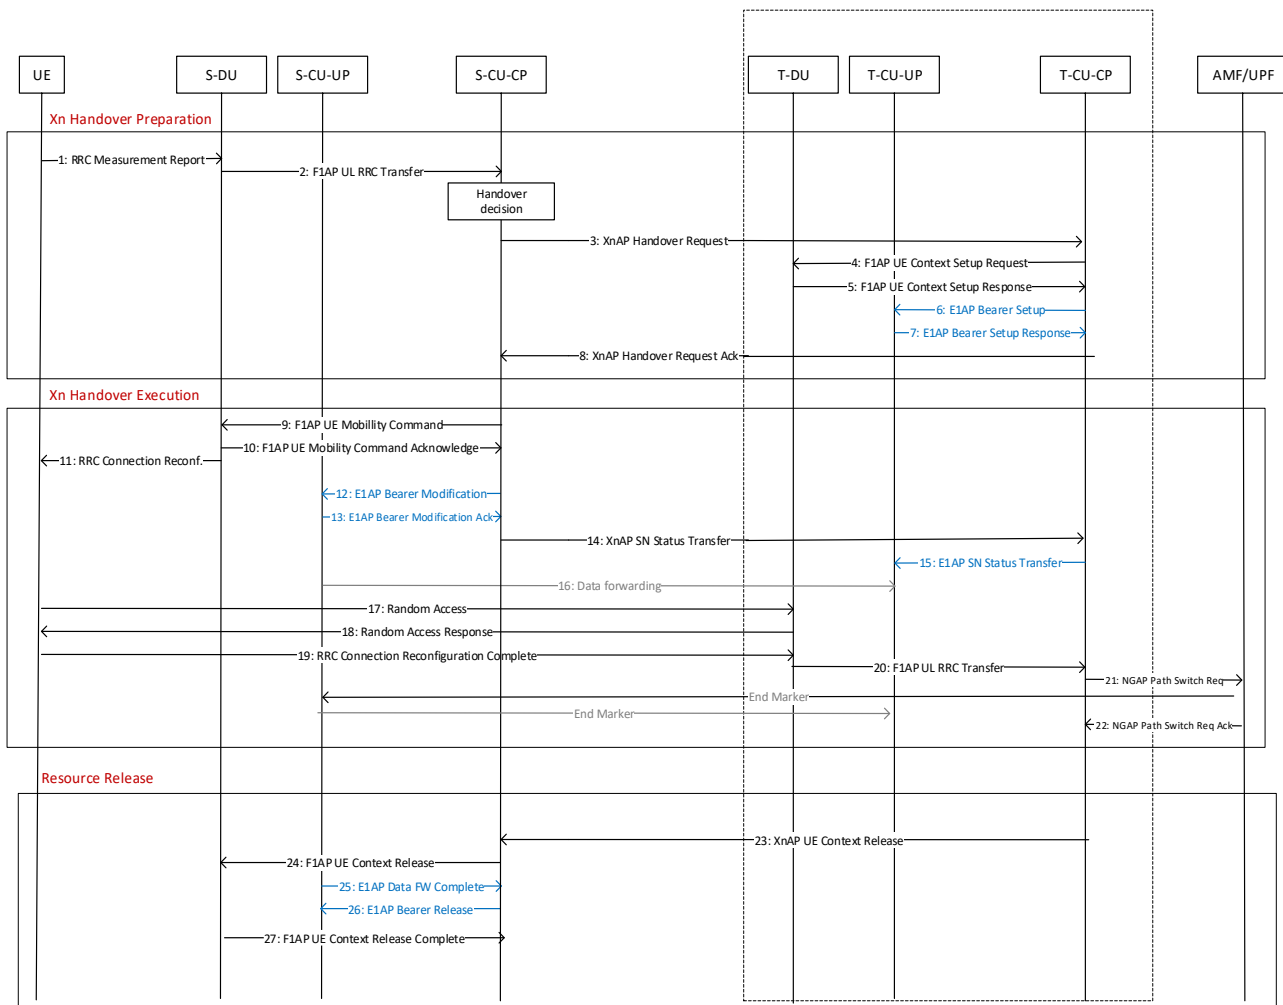 UE
S-DU
S-CU-UP
S-CU-CP
T-DU
T-CU-UP
T-CU-CP
AMF/UPF
Xn Handover Preparation
1: RRC Measurement Report
2: F1AP UL RRC Transfer
Handover
decision
3: XnAP Handover Request
4: F1AP UE Context Setup Request
5: F1AP UE Context Setup Response
6: E1AP Bearer Setup
7: E1AP Bearer Setup Response
8: XnAP Handover Request Ack
Xn Handover Execution
9: F1AP UE Mobillity Command
10: F1AP UE Mobility Command Acknowledge
11: RRC Connection Reconf.
12: E1AP Bearer Modification
13: E1AP Bearer Modification Ack
14: XnAP SN Status Transfer
15: E1AP SN Status Transfer
16: Data forwarding
17: Random Access
18: Random Access Response
19: RRC Connection Reconfiguration Complete
20: F1AP UL RRC Transfer
21: NGAP Path Switch Req
End Marker
End Marker
22: NGAP Path Switch Req Ack
Resource Release
23: XnAP UE Context Release
24: F1AP UE Context Release
25: E1AP Data FW Complete
26: E1AP Bearer Release
27: F1AP UE Context Release Complete